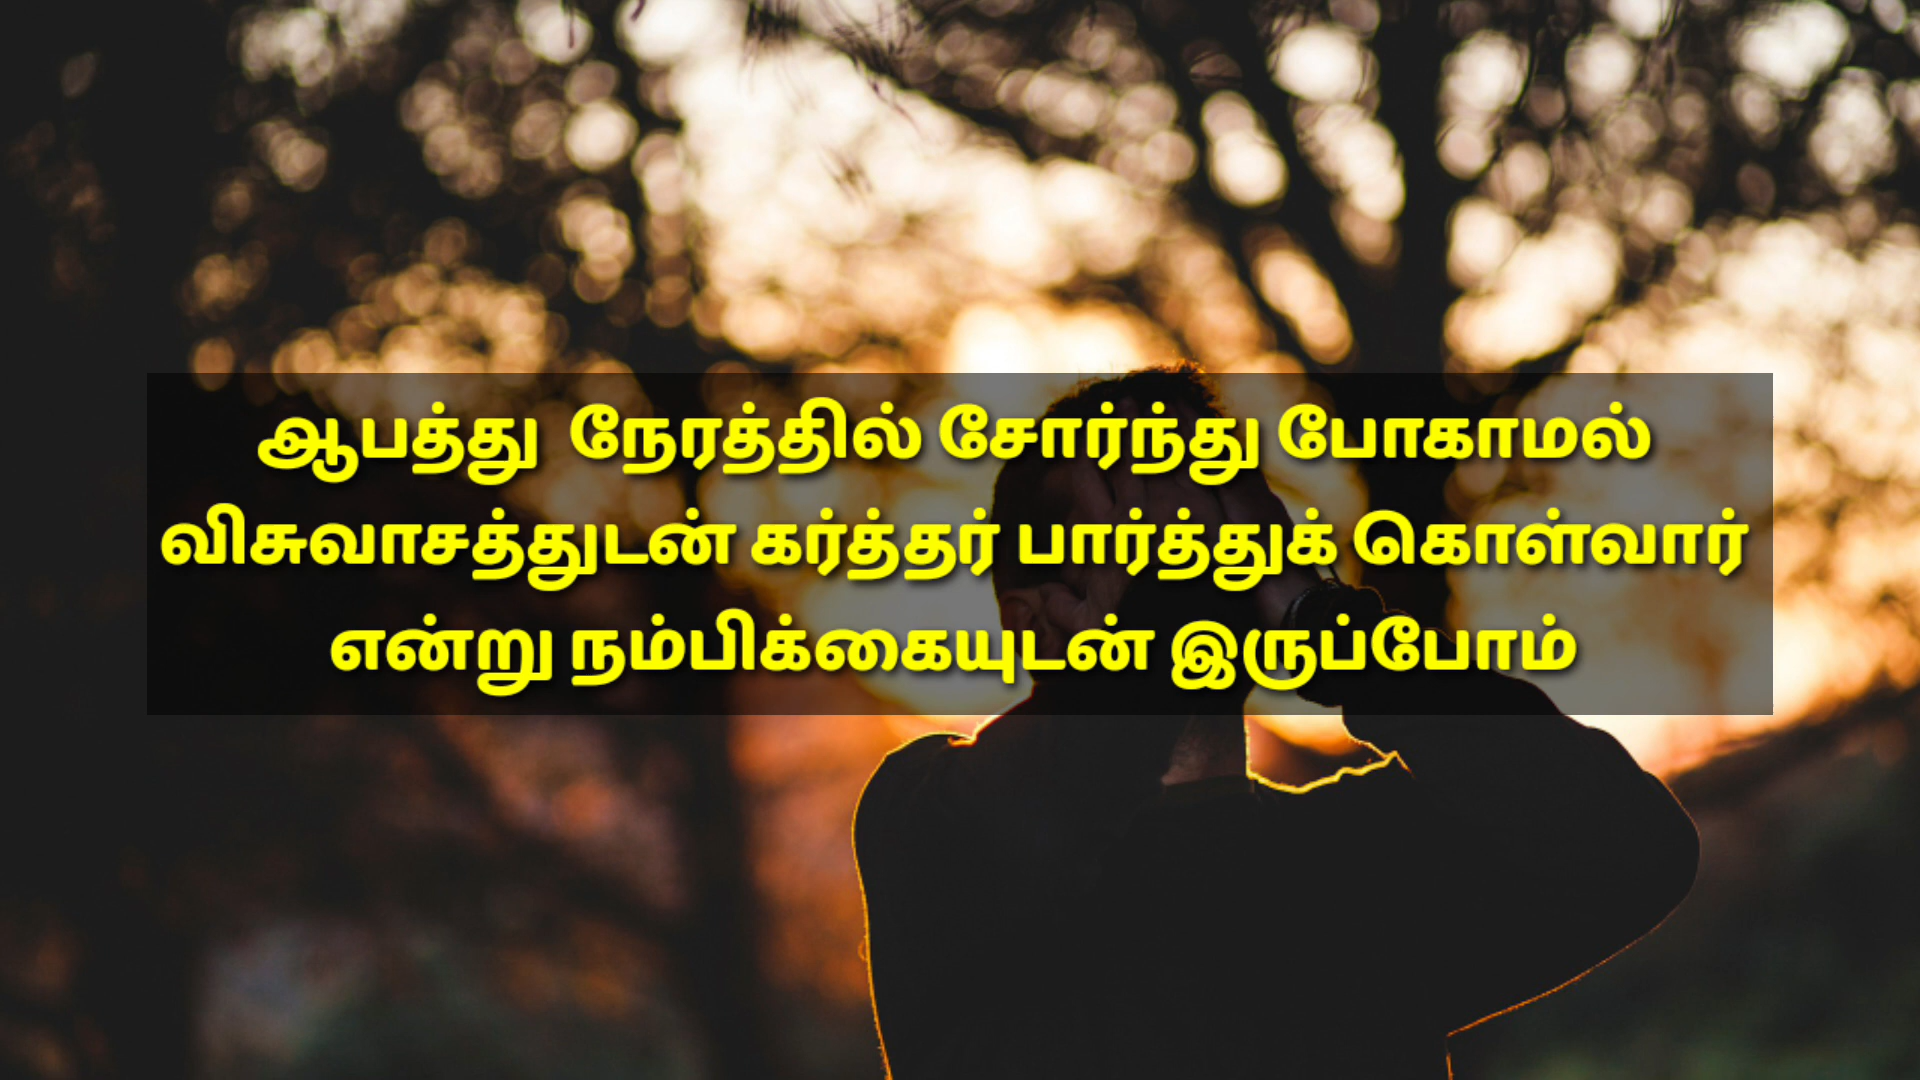 ஆபத்து  நேரத்தில் சோர்ந்து போகாமல்
விசுவாசத்துடன் கர்த்தர் பார்த்துக் கொள்வார்
என்று நம்பிக்கையுடன் இருப்போம்